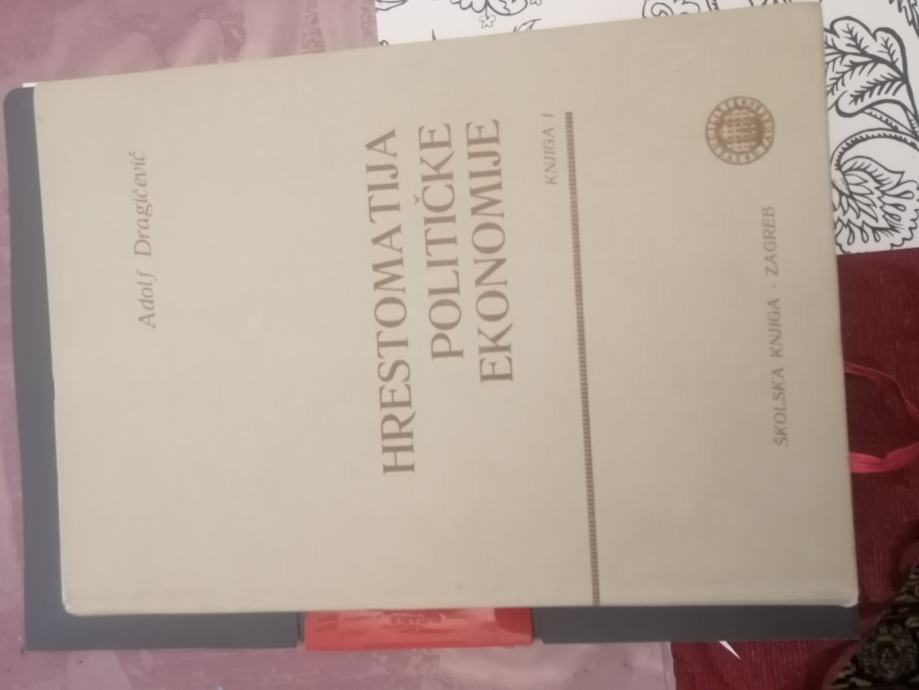 Adolf Dragičević
HRESTOMATIJA
POLITIČKE
EKONOMIJE
KNJIGA I
ŠKOLSKA KNJIGA · ZAGREB